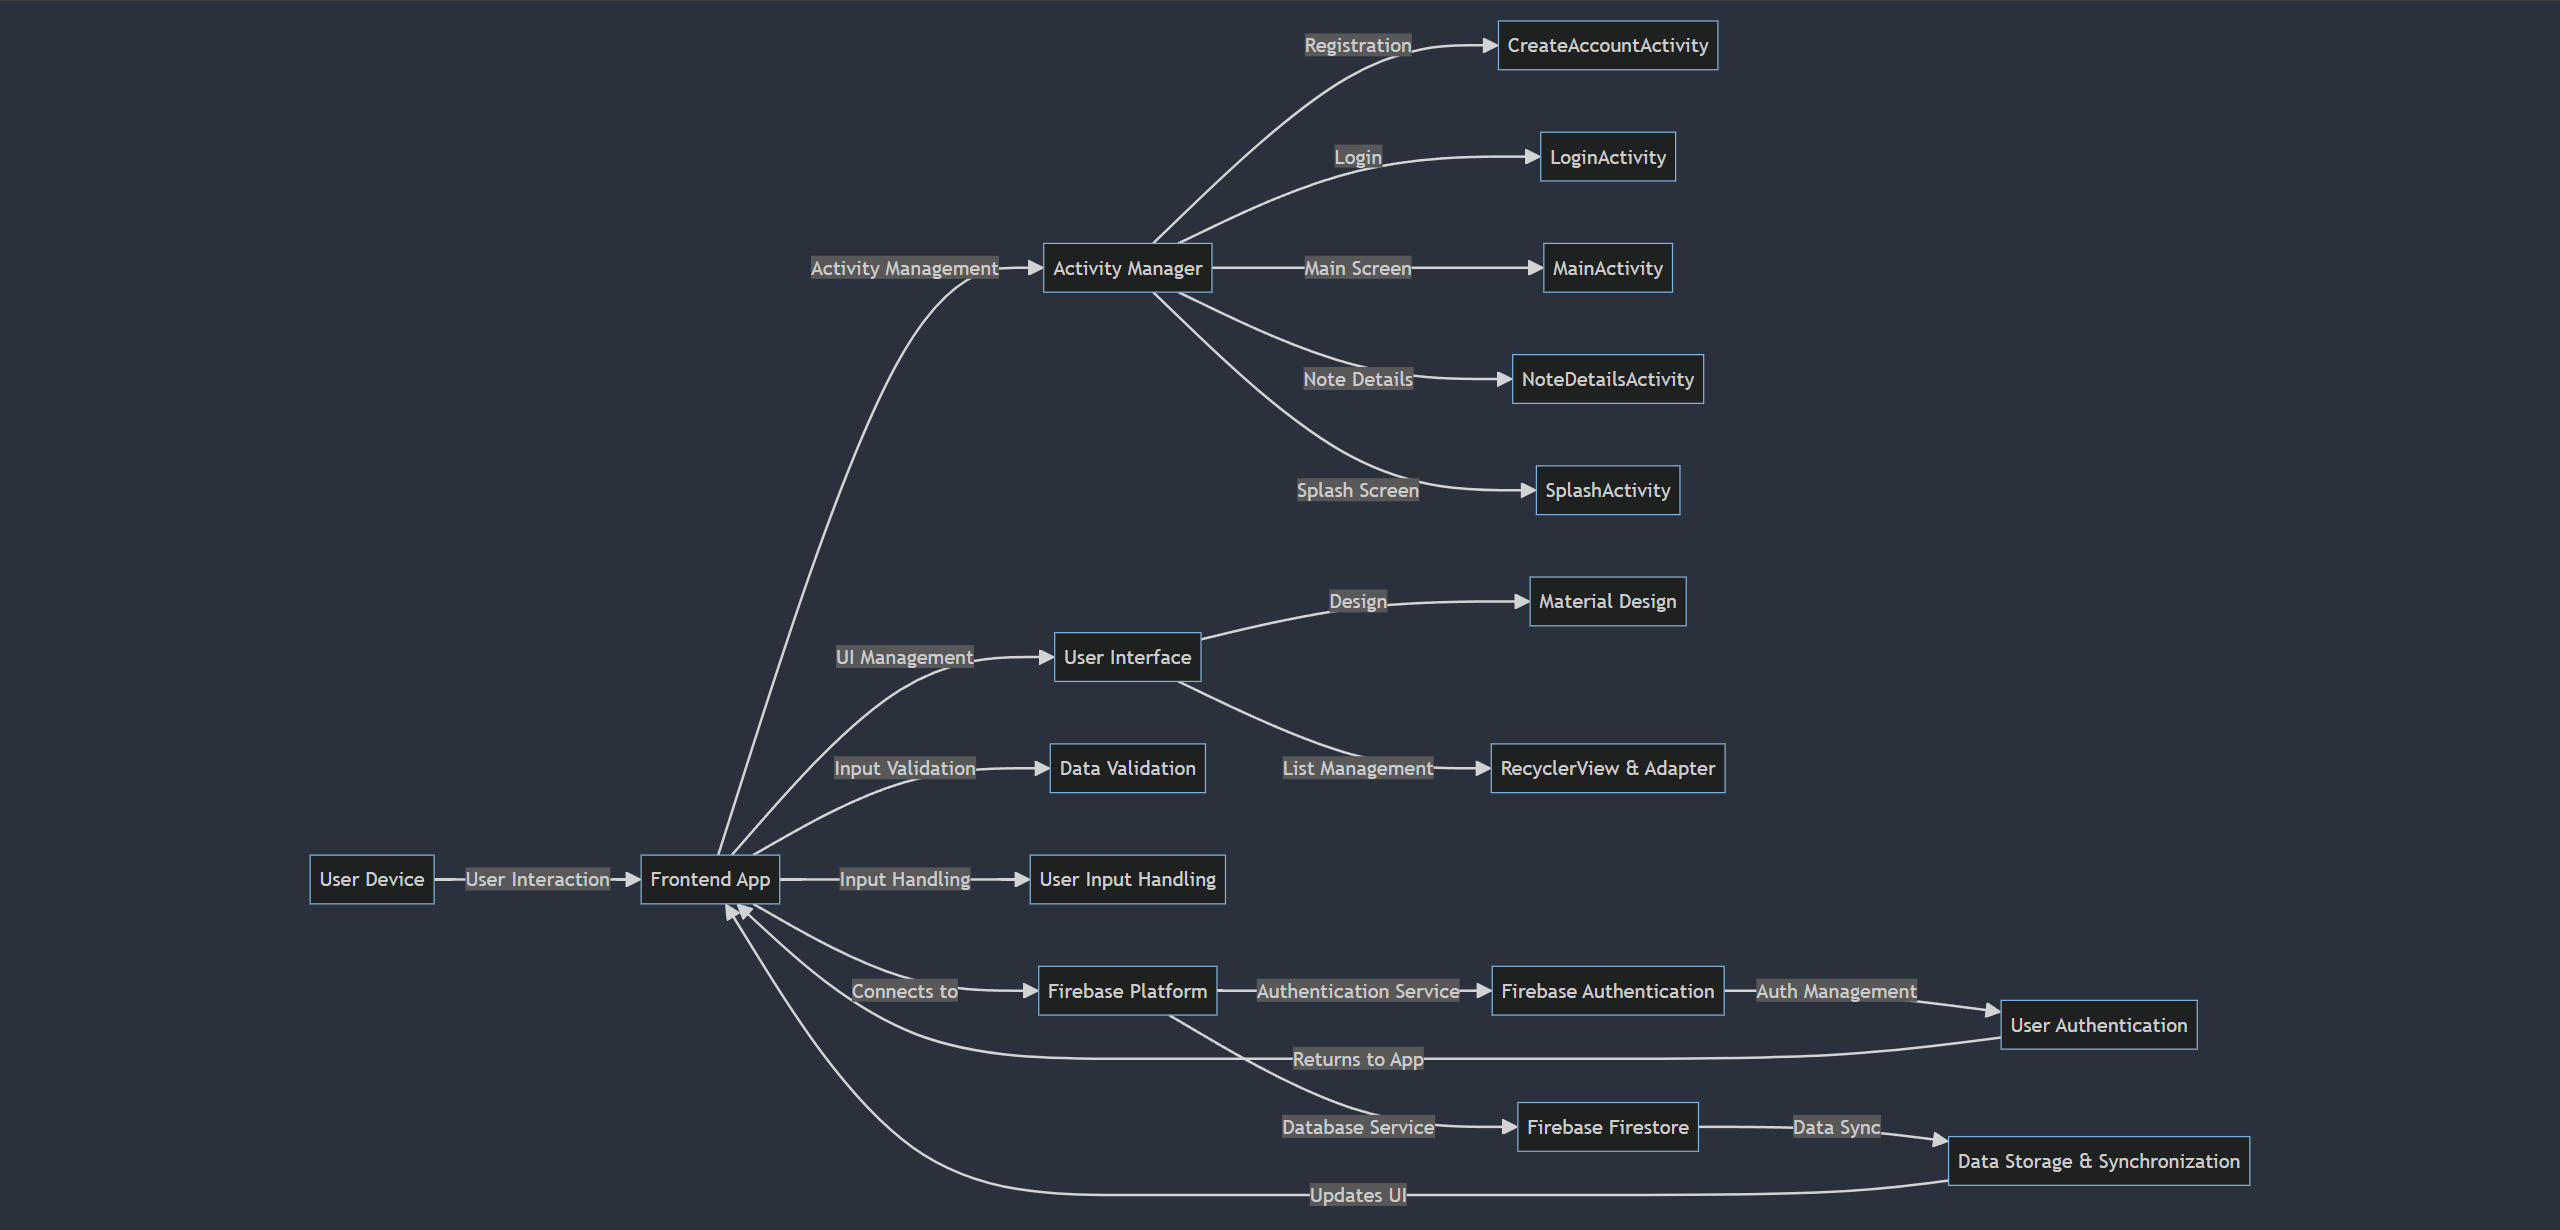 Registration
CreateAccountActivity
Login
LoginActivity
Activity Management
Activity Manager
Main Screen
MainActivity
Note Details
NoteDetailsActivity
Splash Screen
SplashActivity
Design
Material Design
UI Management
User Interface
Input Validation
Data Validation
List Management
RecyclerView & Adapter
User Device
User Interaction
Frontend App
Input Handling
User Input Handling
Connects to
Firebase Platform
Authentication Service
Firebase Authentication
Auth Management
User Authentication
Returns to App
Database Service
Firebase Firestore
Data Sync
Data Storage & Synchronization
Updates UI